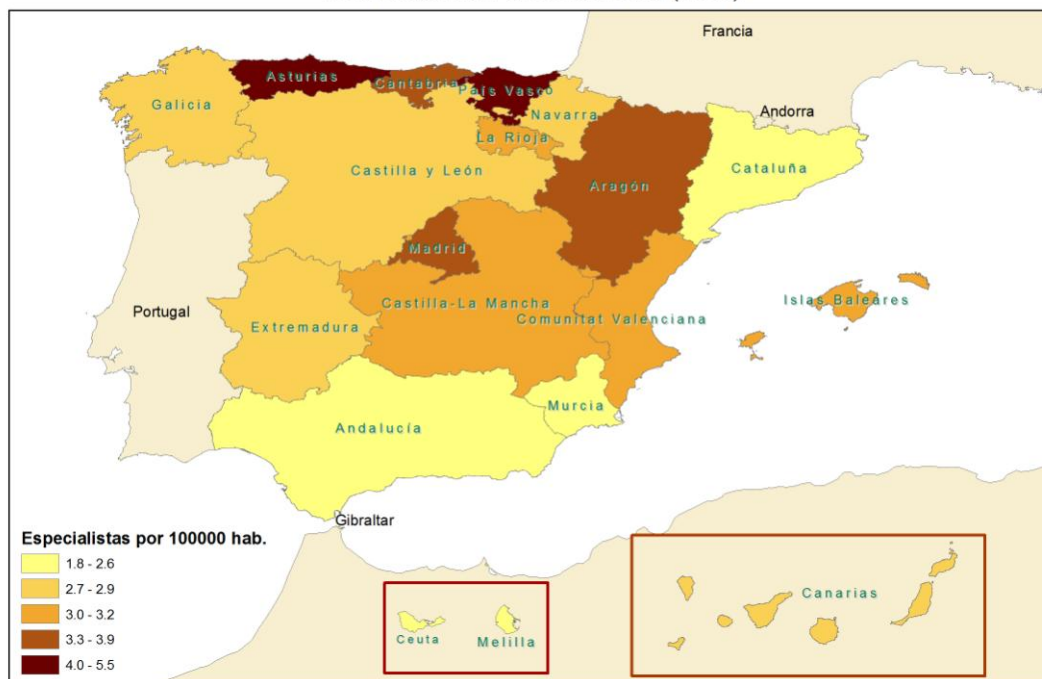 Francia
Asturias
Cantabria
País Vasco
Galicia
Navarra
Andorra
La Rioja
Castilla y León
Cataluña
Aragón
Madrid
Portugal
Castilla-La Mancha
Islas Baleares
Extremadura
Comunitat Valenciana
Murcia
Andalucía
Gibraltar
Especialistas por 100000 hab.
1.8 - 2.6
2.7 - 2.9
3.0 - 3.2
3.3 - 3.9
4.0 - 5.5
Ceuta
Melilla
Canarias